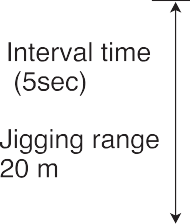 Interval time
(5sec)
Jigging range
20 m